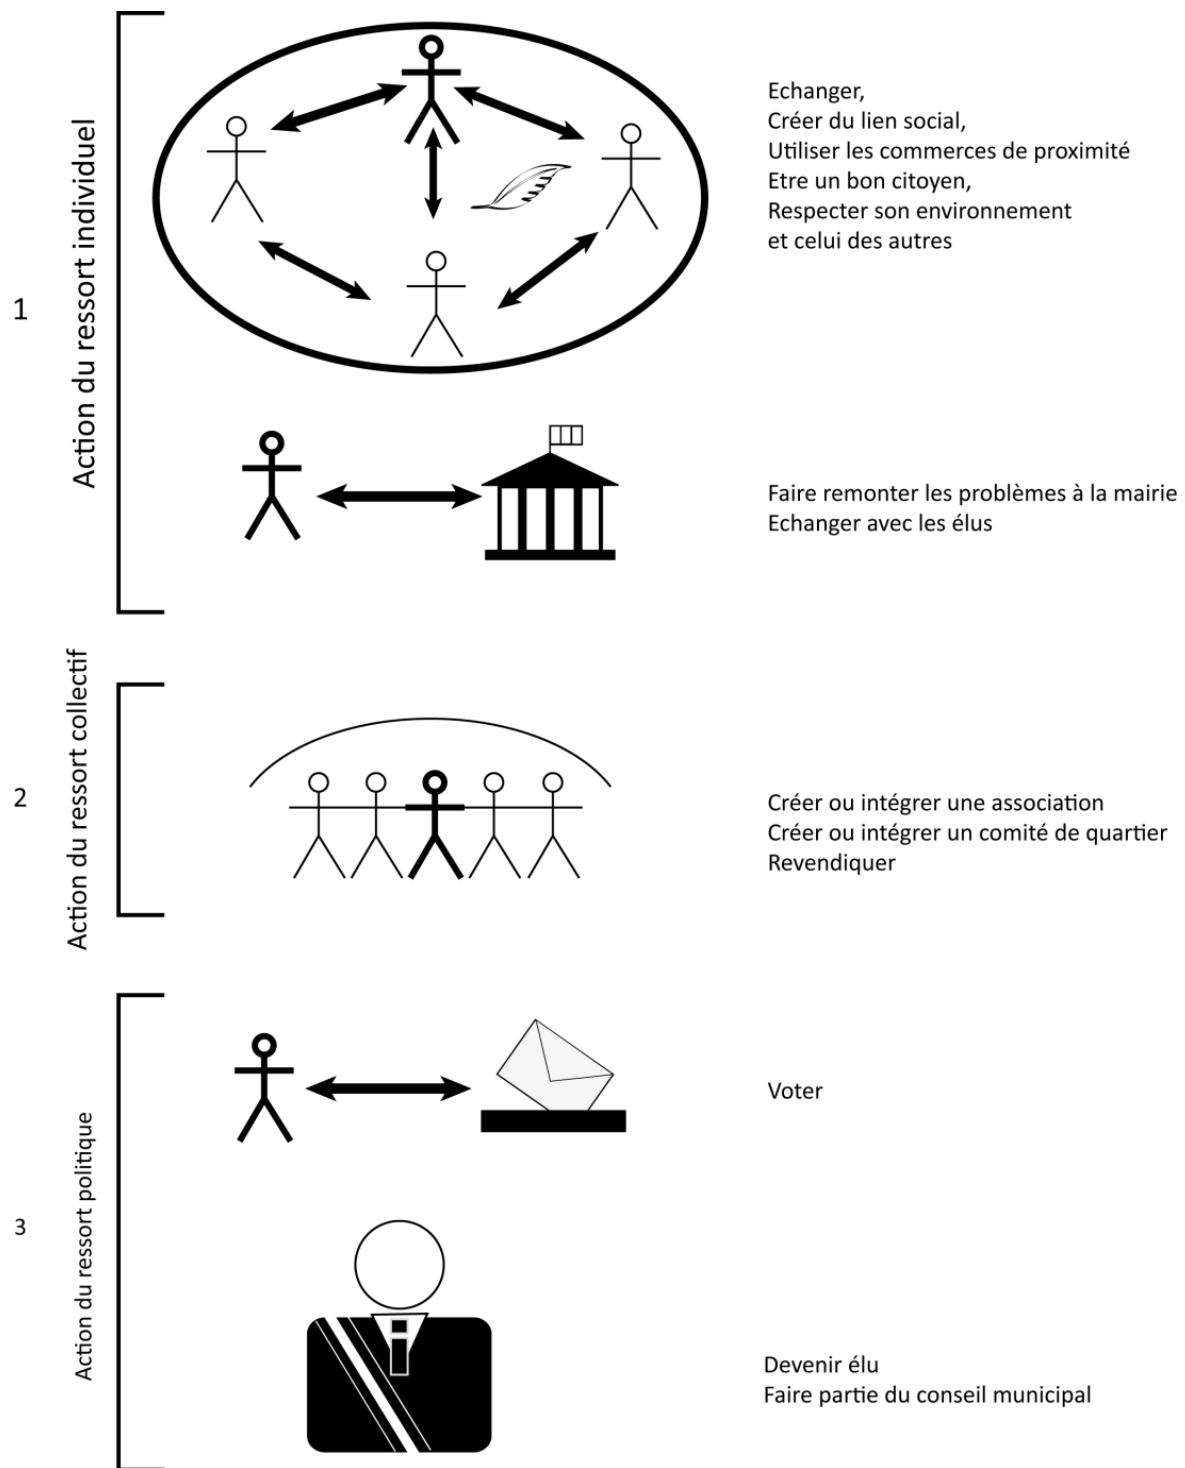 Echanger,
Créer du lien social,
Utiliser les commerces de proximité
Etre un bon citoyen,
Respecter son environnement
et celui des autres
1
Action du ressort individuel
Faire remonter les problèmes à la mairie
Echanger avec les élus
2
Action du ressort collectif
Créer ou intégrer une association
Créer ou intégrer un comité de quartier
Revendiquer
3
Action du ressort politique
Voter
Devenir élu
Faire partie du conseil municipal